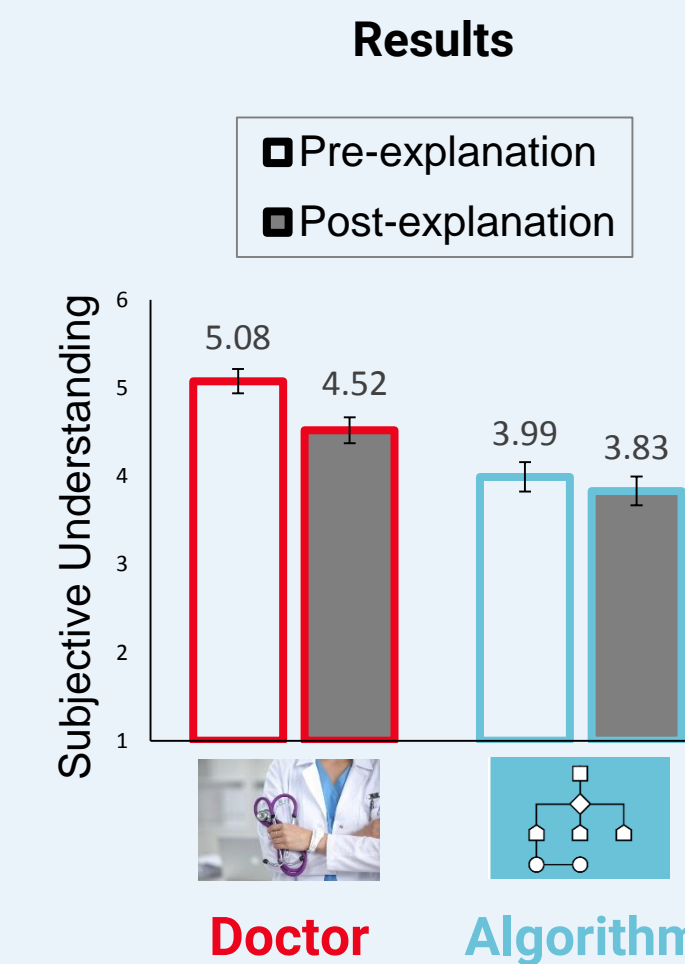 Results
Pre-explanation
Post-explanation
Subjective Understanding
6
5
4
3
2
1
5.08
4.52
3.99
3.83
Doctor
Algorithm